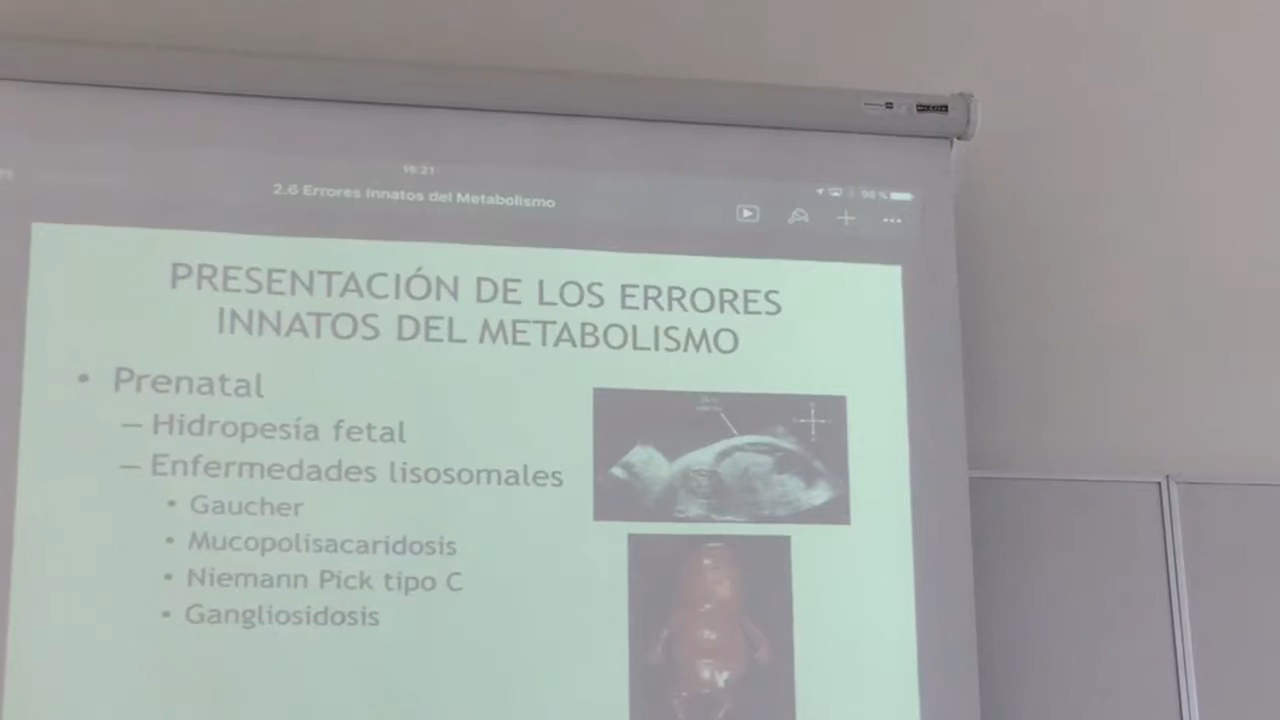 16:21
2.6 Errores Innatos del Metabolismo
98 %
PRESENTACIÓN DE LOS ERRORES
INNATOS DEL METABOLISMO
• Prenatal
– Hidropesía fetal
– Enfermedades lisosomales
• Gaucher
• Mucopolisacaridosis
• Niemann Pick tipo C
• Gangliosidosis